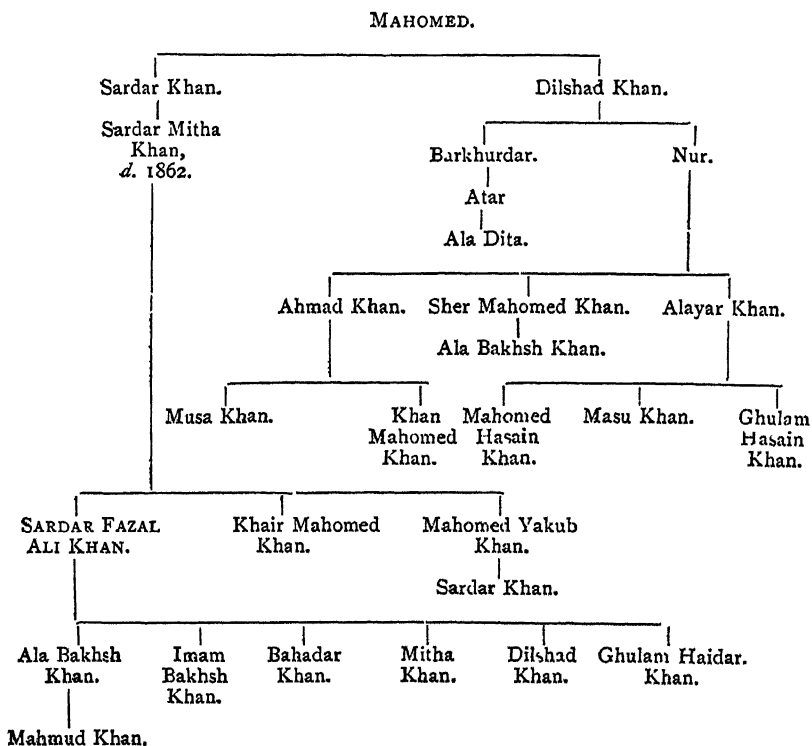 MAHOMED.
Sardar Khan. Dilshad Khan.
Sardar Mitha
Khan,
d. 1862.
Barkhurdar. Nur.
Atar
Ala Dita.
Ahmad Khan. Sher Mahomed Khan. Alayar Khan.
Ala Bakhsh Khan.
Musa Khan.
Khan
Mahomed
Khan.
Mahomed
Hasain
Khan.
Masu Khan.
Ghulam
Hasain
Khan.
SARDAR FAZAL
ALI KHAN.
Khair Mahomed
Khan.
Mahomed Yakub
Khan.
Sardar Khan.
Ala Bakhsh
Khan.
Imam
Bakhsh
Khan.
Bahadar
Khan.
Mitha
Khan.
Dilshad
Khan.
Ghulam Haidar.
Khan.
Mahmud Khan.